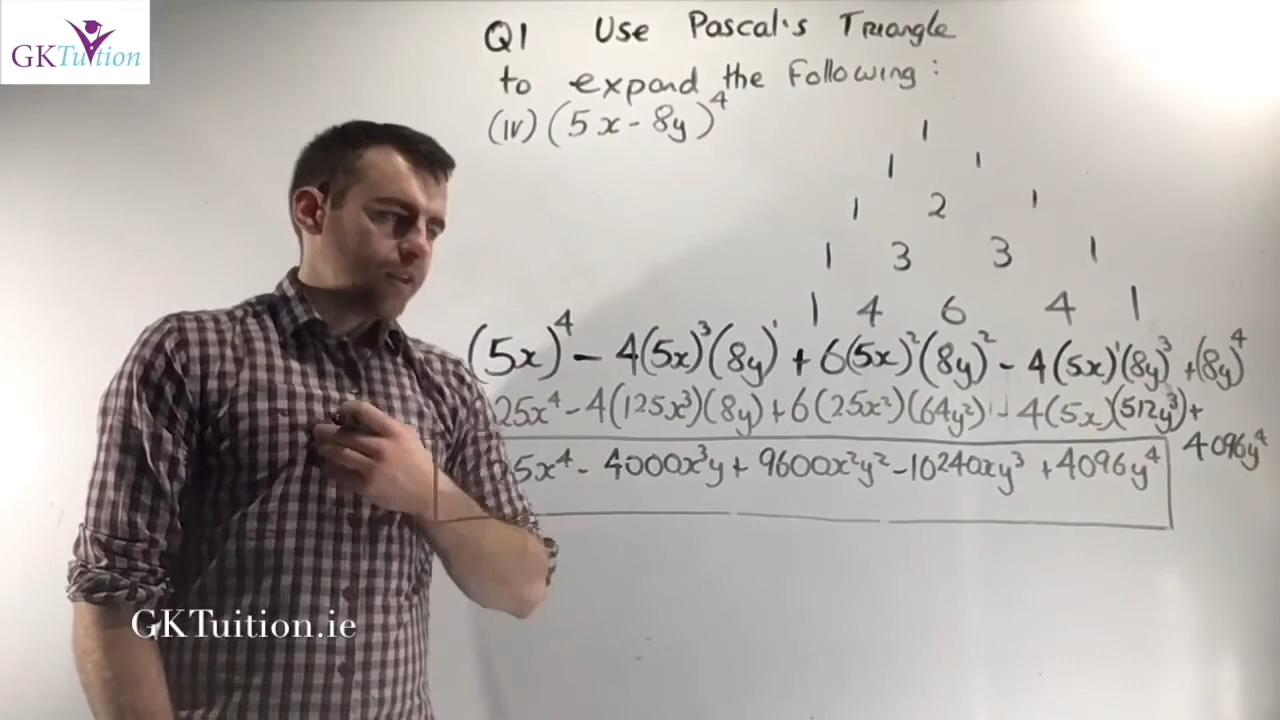 GKTuition
Q1 Use Pascal's Triangle
to expand the Following:
(IV) (5x - 8y)⁴
1
1 1
1 2 1
1 3 3 1
1 4 6 4 1
(5x)⁴ - 4(5x)³(8y)¹ + 6(5x)²(8y)² - 4(5x)¹(8y)³ + (8y)⁴
25x⁴ - 4(125x³)(8y) + 6(25x²)(64y²) - 4(5x)(512y³) +
4096y⁴
5x⁴ - 4000x³y + 9600x²y² - 10240xy³ + 4096y⁴
GKTuition.ie